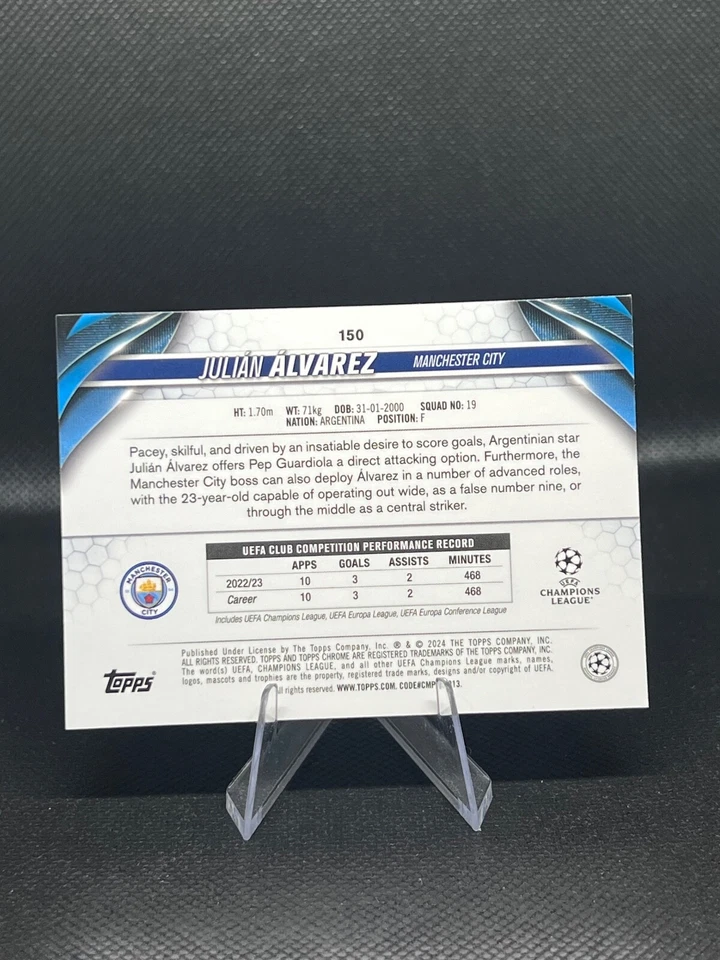 150
JULIÁN ÁLVAREZ MANCHESTER CITY
HT: 1.70m WT: 71kg DOB: 31-01-2000 SQUAD NO: 19
NATION: ARGENTINA POSITION: F
Pacey, skilful, and driven by an insatiable desire to score goals, Argentinian star
Julián Álvarez offers Pep Guardiola a direct attacking option. Furthermore, the
Manchester City boss can also deploy Álvarez in a number of advanced roles,
with the 23-year-old capable of operating out wide, as a false number nine, or
through the middle as a central striker.
UEFA CLUB COMPETITION PERFORMANCE RECORD
APPS GOALS ASSISTS MINUTES
2022/23 10 3 2 468
Career 10 3 2 468
Includes UEFA Champions League, UEFA Europa League, UEFA Europa Conference League
MANCHESTER
CITY
UEFA
CHAMPIONS
LEAGUE
Published Under License by The Topps Company, Inc. ® & © 2024 THE TOPPS COMPANY, INC.
ALL RIGHTS RESERVED. TOPPS AND TOPPS CHROME ARE REGISTERED TRADEMARKS OF THE TOPPS COMPANY, INC.
The word(s) UEFA, CHAMPIONS LEAGUE, and all other UEFA Champions League marks, names,
logos, mascots and trophies are the property, registered trade marks, designs and/or copyright of UEFA.
All rights reserved. WWW.TOPPS.COM.
Topps®